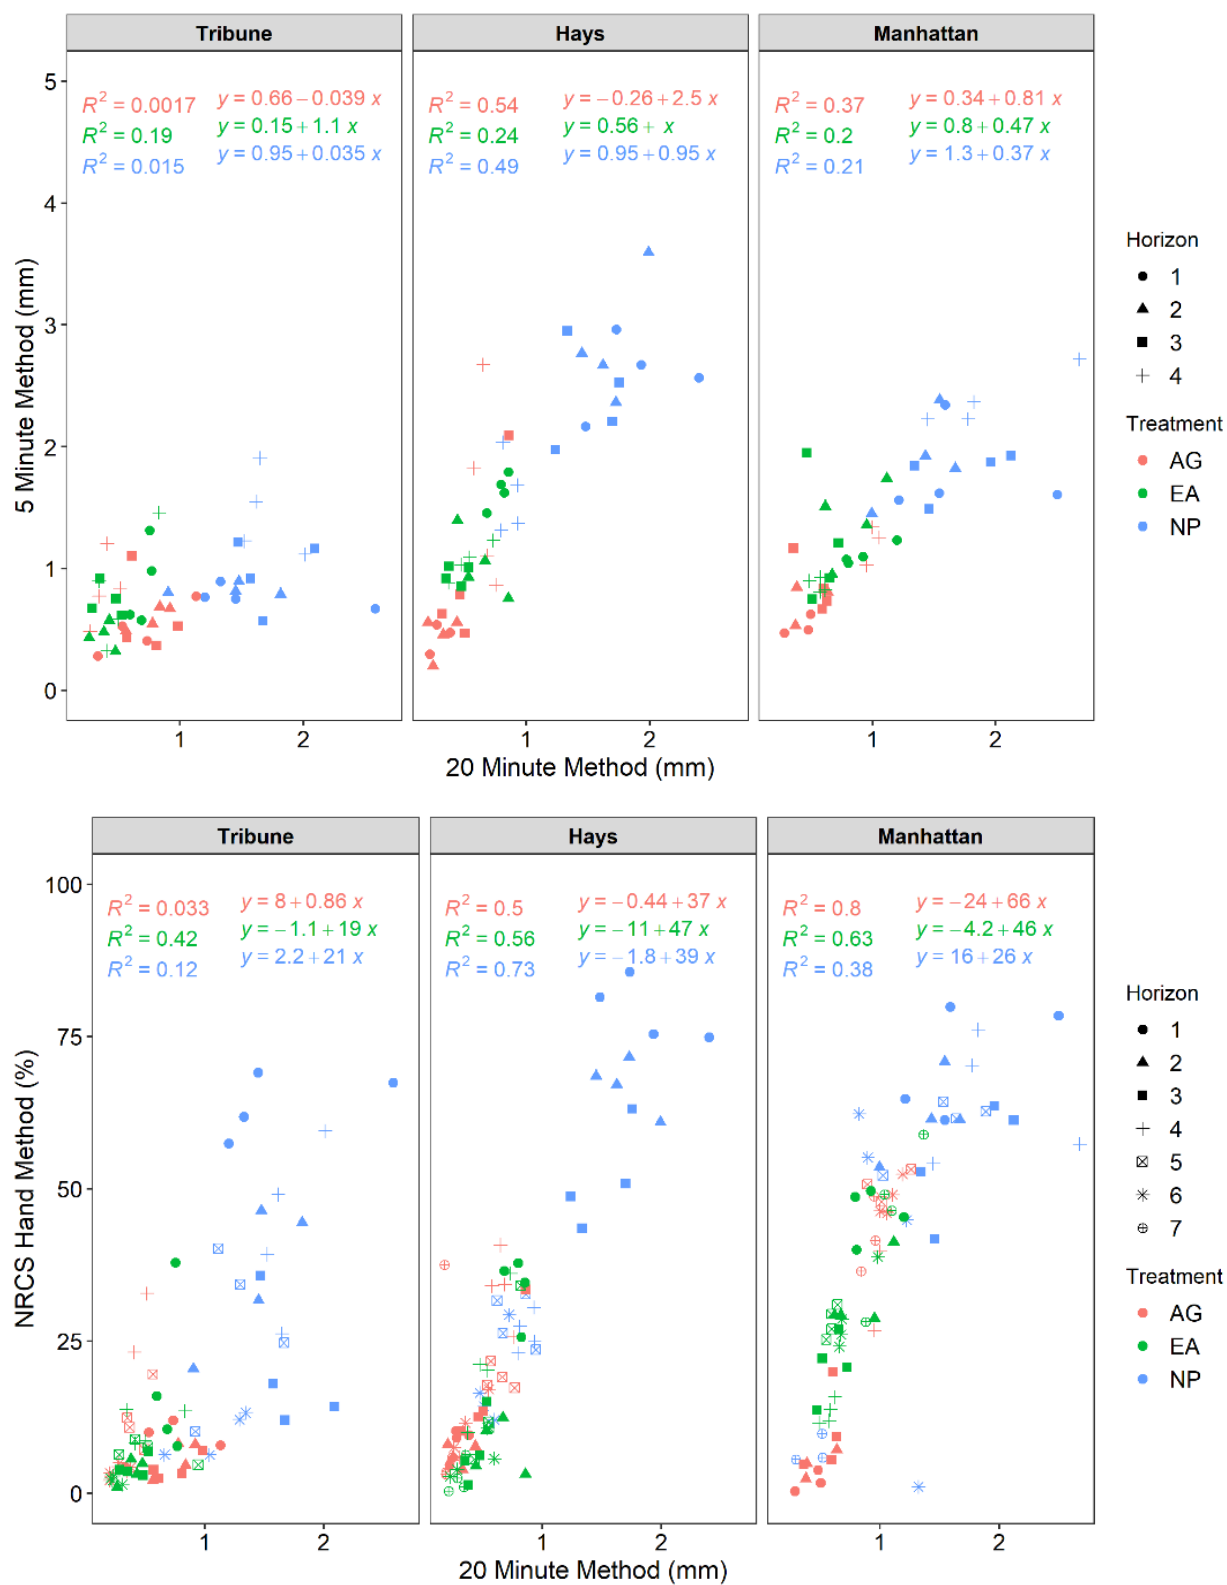 Tribune Hays Manhattan
R² = 0.0017 y = 0.66 − 0.039 x R² = 0.54 y = −0.26 + 2.5 x R² = 0.37 y = 0.34 + 0.81 x
R² = 0.19 y = 0.15 + 1.1 x R² = 0.24 y = 0.56 + x R² = 0.2 y = 0.8 + 0.47 x
R² = 0.015 y = 0.95 + 0.035 x R² = 0.49 y = 0.95 + 0.95 x R² = 0.21 y = 1.3 + 0.37 x
5
4
3
2
1
0
5 Minute Method (mm)
1 2 1 2 1 2
20 Minute Method (mm)
Horizon
1
2
3
4
Treatment
AG
EA
NP
Tribune Hays Manhattan
R² = 0.033 y = 8 + 0.86 x R² = 0.5 y = −0.44 + 37 x R² = 0.8 y = −24 + 66 x
R² = 0.42 y = −1.1 + 19 x R² = 0.56 y = −11 + 47 x R² = 0.63 y = −4.2 + 46 x
R² = 0.12 y = 2.2 + 21 x R² = 0.73 y = −1.8 + 39 x R² = 0.38 y = 16 + 26 x
100
75
50
25
0
NRCS Hand Method (%)
1 2 1 2 1 2
20 Minute Method (mm)
Horizon
1
2
3
4
5
6
7
Treatment
AG
EA
NP